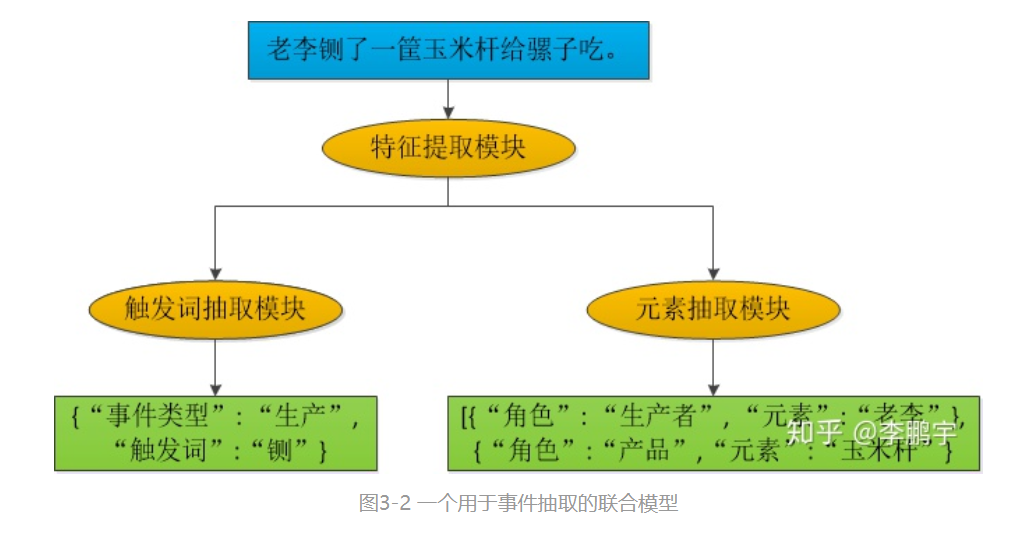 老李铡了一筐玉米杆给骡子吃。
特征提取模块
触发词抽取模块
元素抽取模块
{“事件类型”:“生产”,
“触发词 ”:“铡”}
[{“角色”:“生产者”, “元素”:“老李”},
{“角色”:“产品”,“元素”:“玉米杆” }
知乎 @李鹏宇
图3-2 一个用于事件抽取的联合模型